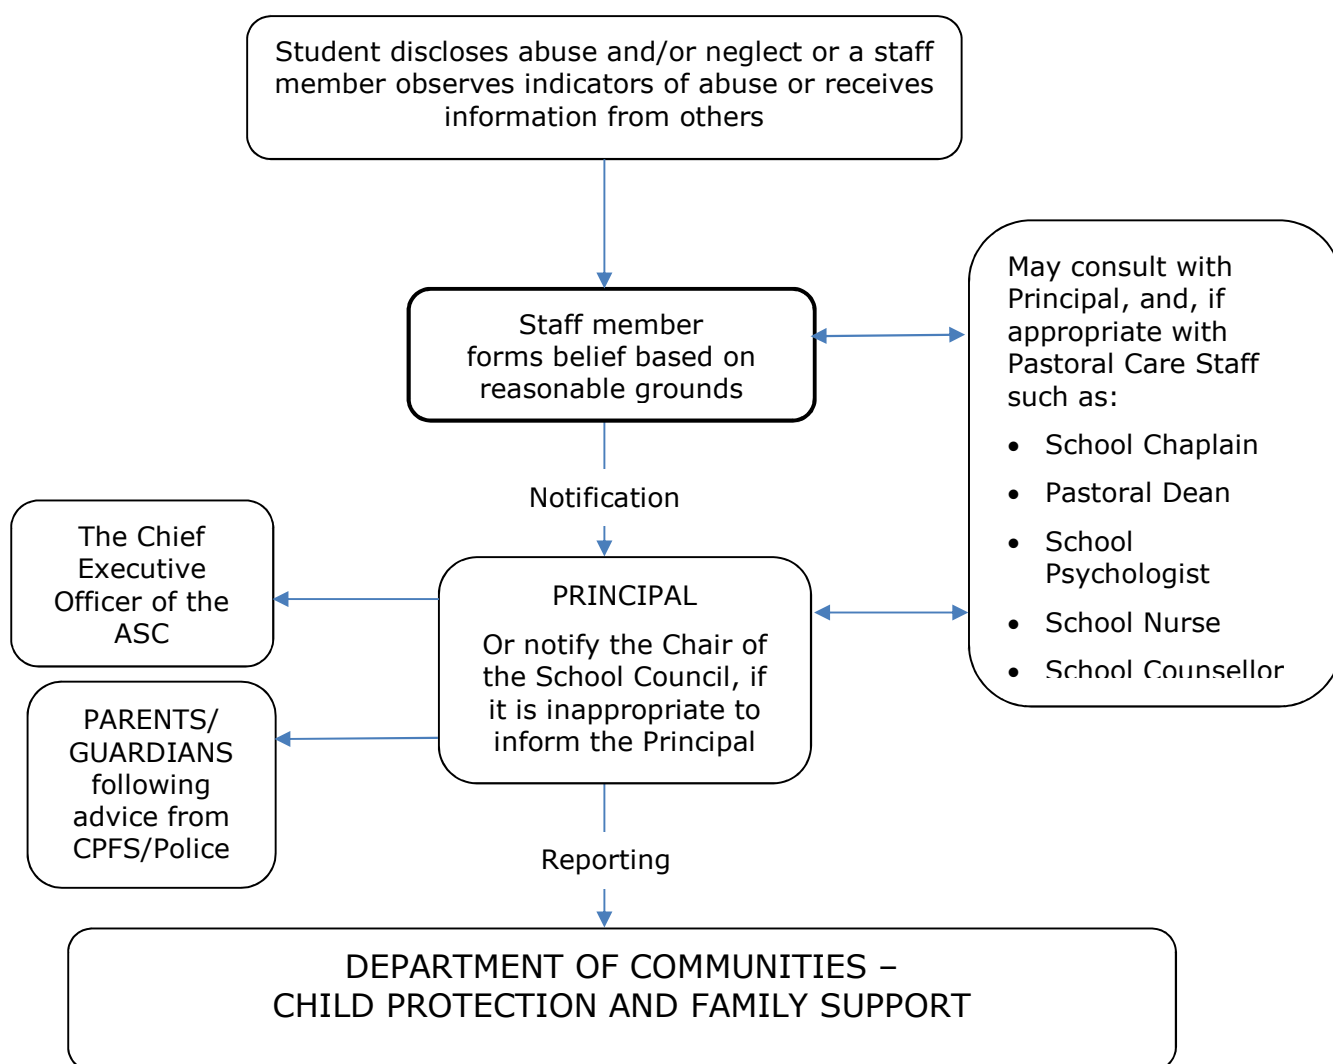 Student discloses abuse and/or neglect or a staff
member observes indicators of abuse or receives
information from others
May consult with
Principal, and, if
appropriate with
Pastoral Care Staff
such as:
• School Chaplain
• Pastoral Dean
• School
Psychologist
• School Nurse
• School Counsellor
Staff member
forms belief based on
reasonable grounds
Notification
The Chief
Executive
Officer of the
ASC
PRINCIPAL
Or notify the Chair of
the School Council, if
it is inappropriate to
inform the Principal
PARENTS/
GUARDIANS
following
advice from
CPFS/Police
Reporting
DEPARTMENT OF COMMUNITIES –
CHILD PROTECTION AND FAMILY SUPPORT